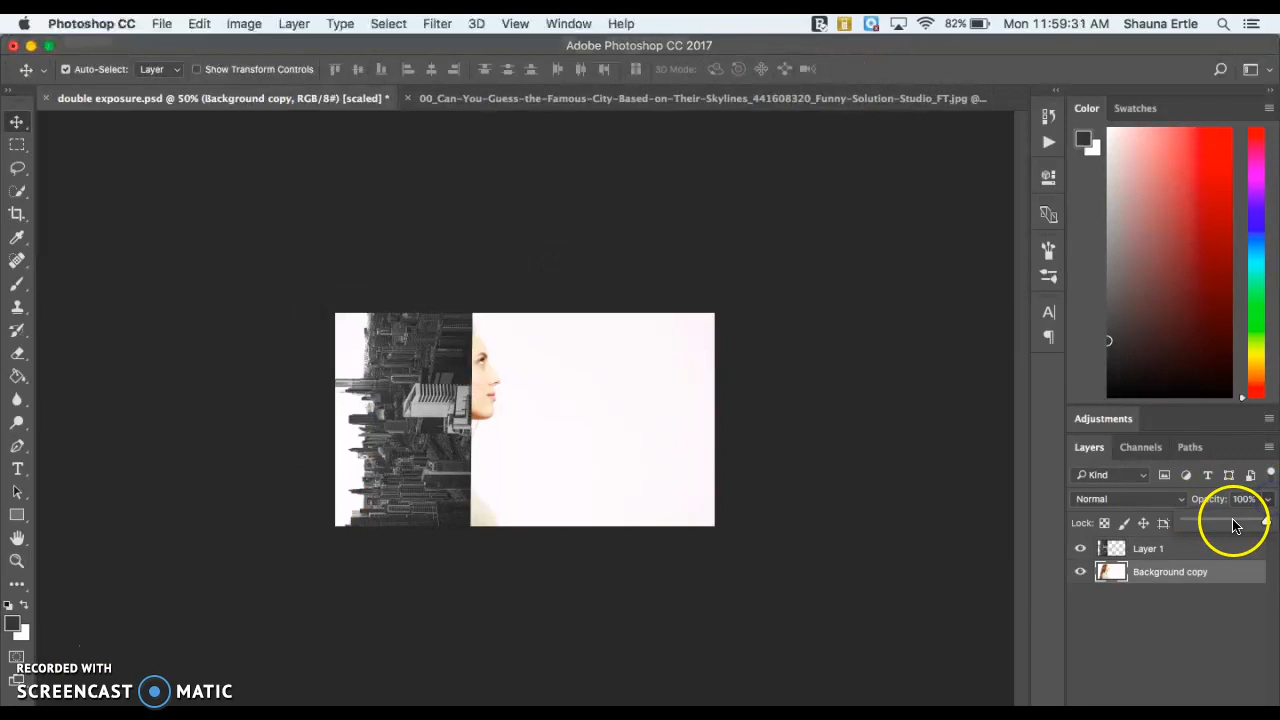 Photoshop CC File Edit Image Layer Type Select Filter 3D View Window Help 82% Mon 11:59:31 AM Shauna Ertle
Adobe Photoshop CC 2017
Auto-Select: Layer Show Transform Controls 3D Mode:
double exposure.psd @ 50% (Background copy, RGB/8#) [scaled] * 00_Can-You-Guess-the-Famous-City-Based-on-Their-Skylines_441608320_Funny-Solution-Studio_FT.jpg @...
Color Swatches
Adjustments
Layers Channels Paths
Kind
Normal Opacity: 100%
Lock:
Layer 1
Background copy
RECORDED WITH
SCREENCAST MATIC